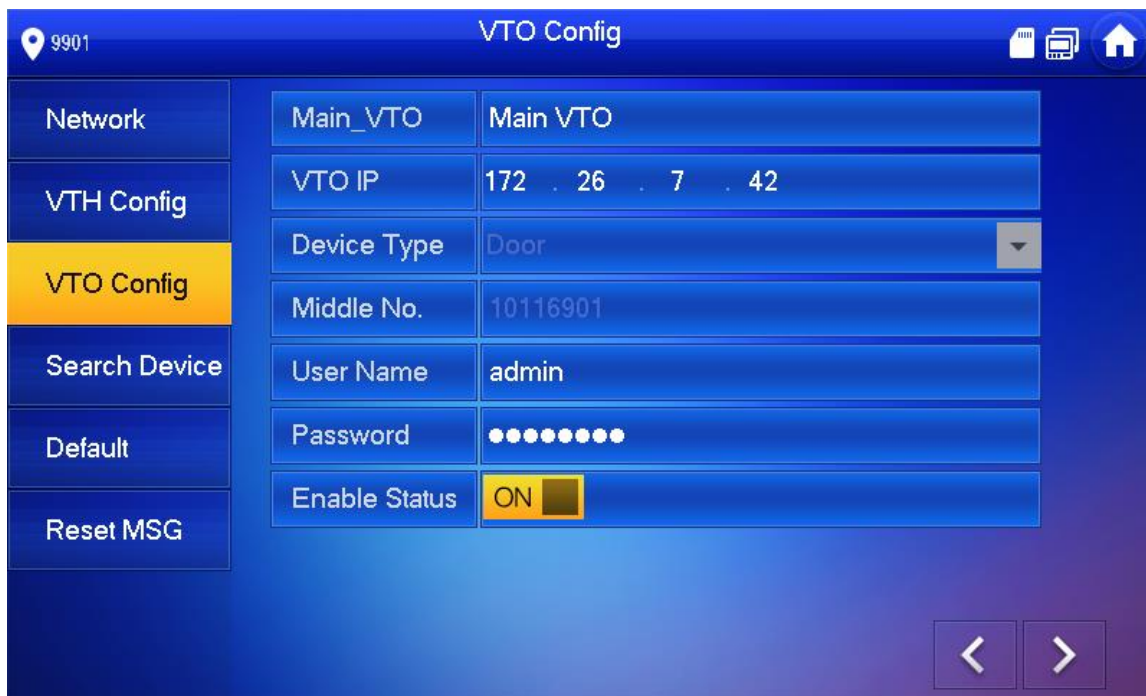 9901
VTO Config
Network
VTH Config
VTO Config
Search Device
Default
Reset MSG
Main_VTO Main VTO
VTO IP 172 . 26 . 7 . 42
Device Type Door
Middle No. 10116901
User Name admin
Password ●●●●●●●●
Enable Status ON